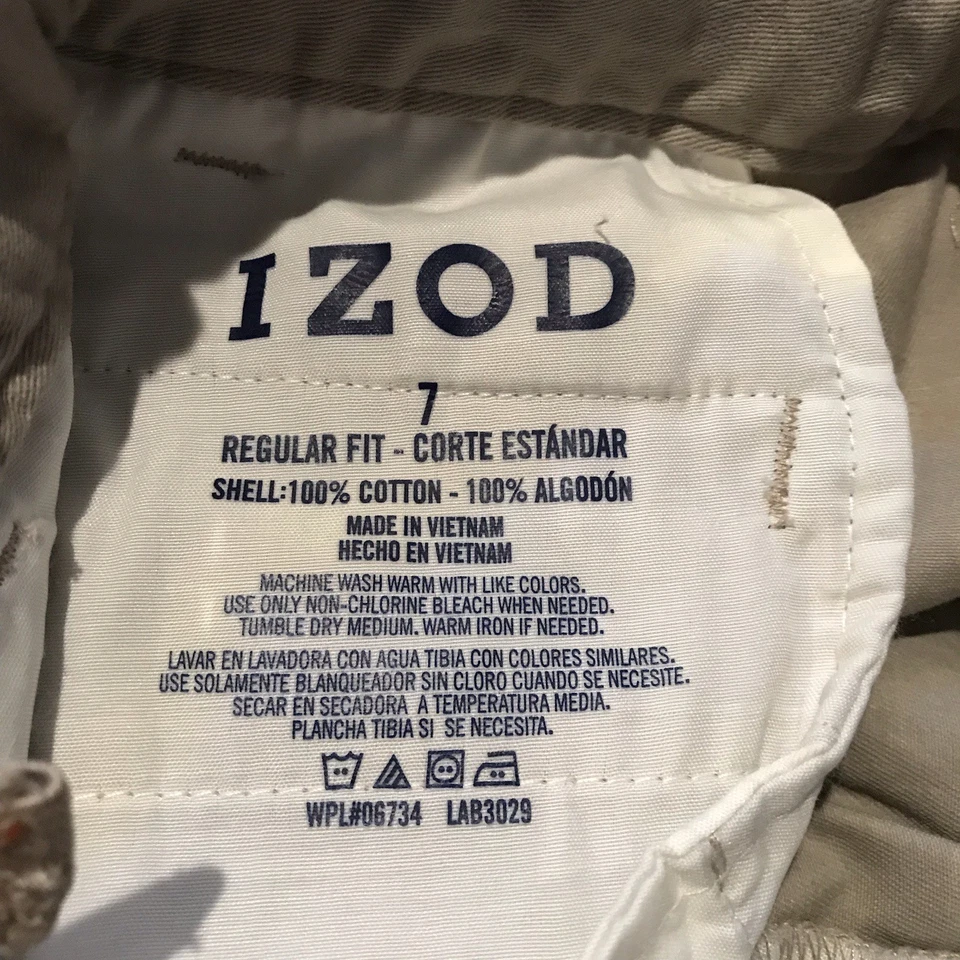 IZOD
7
REGULAR FIT - CORTE ESTÁNDAR
SHELL:100% COTTON - 100% ALGODÓN
MADE IN VIETNAM
HECHO EN VIETNAM
MACHINE WASH WARM WITH LIKE COLORS.
USE ONLY NON-CHLORINE BLEACH WHEN NEEDED.
TUMBLE DRY MEDIUM. WARM IRON IF NEEDED.
LAVAR EN LAVADORA CON AGUA TIBIA CON COLORES SIMILARES.
USE SOLAMENTE BLANQUEADOR SIN CLORO CUANDO SE NECESITE.
SECAR EN SECADORA A TEMPERATURA MEDIA.
PLANCHA TIBIA SI SE NECESITA.
WPL#06734 LAB3029